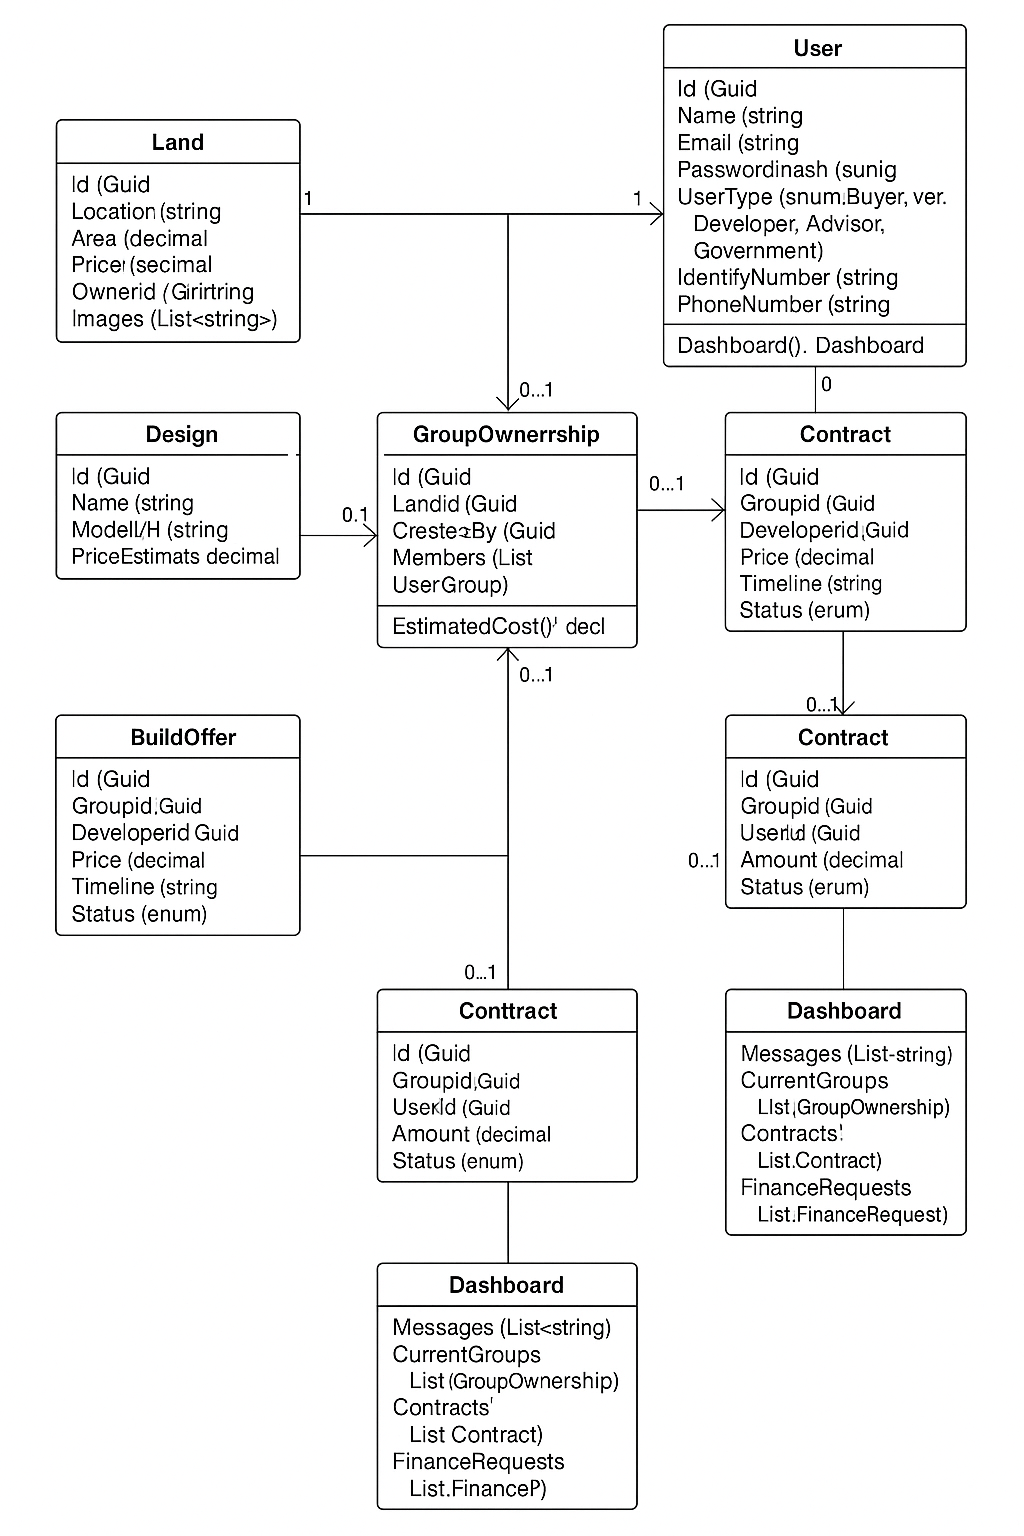 User
Id (Guid
Name (string
Email (string
Passwordinash (sunig
UserType (snum.Buyer, ver.
Developer, Advisor,
Government)
IdentifyNumber (string
PhoneNumber (string
Dashboard(). Dashboard
0
Land
Id (Guid
Location (string
Area (decimal
Price (secimal
Ownerid (
Images (List<string>)
1
1
0...1
Design
Id (Guid
Name (string
ModelL/H (string
PriceEstimats decimal
0.1
GroupOwnerrship
Id (Guid
Landid (Guid
(Guid
Members (List
UserGroup)
EstimatedCost() decl
0...1
0...1
Contract
Id (Guid
Groupid (Guid
Developerid Guid
Price (decimal
Timeline (string
Status (erum)
0...1
BuildOffer
Id (Guid
Groupid Guid
Developerid Guid
Price (decimal
Timeline (string
Status (enum)
Contract
Id (Guid
Groupid (Guid
(Guid
Amount (decimal
Status (erum)
0...1
0...1
Conttract
Id (Guid
Groupid Guid
(Guid
Amount (decimal
Status (enum)
Dashboard
Messages (List-string)
CurrentGroups
LIst GroupOwnership)
Contracts
List.Contract)
FinanceRequests
List.FinanceRequest)
Dashboard
Messages (List<string)
CurrentGroups
List (GroupOwnership)
Contracts
List Contract)
FinanceRequests
List.FinanceP)